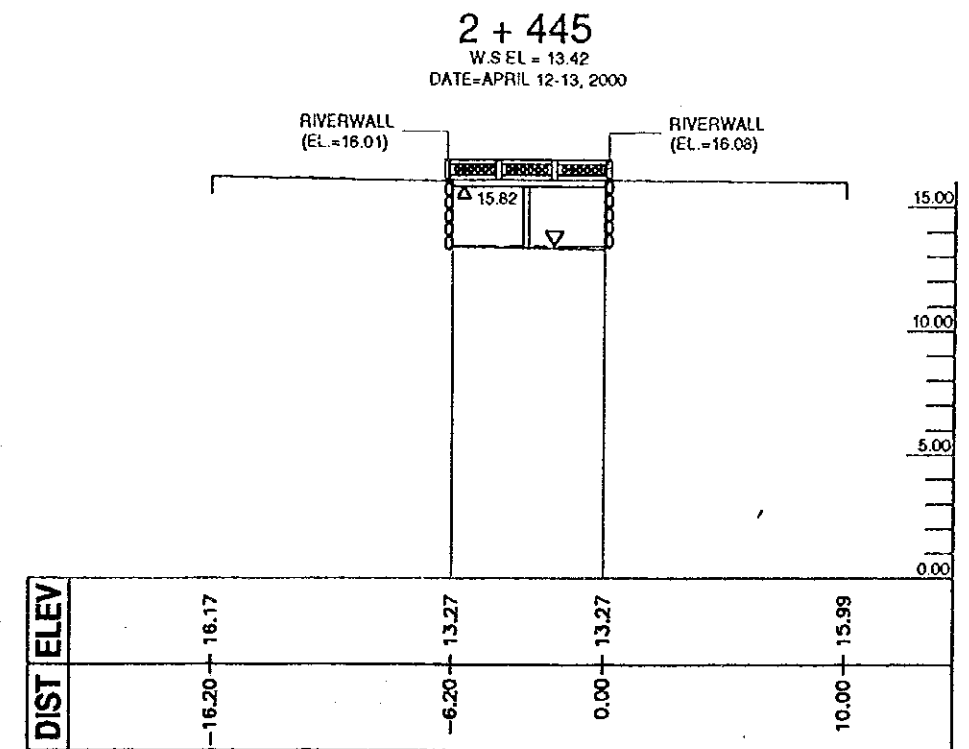 2 + 445
W.S EL = 13.42
DATE=APRIL 12-13, 2000
RIVERWALL
(EL.=16.01)
RIVERWALL
(EL.=16.08)
15.82
15.00
10.00
5.00
0.00
ELEV 16.17 13.27 13.27 15.99
DIST -16.20 -6.20 0.00 10.00